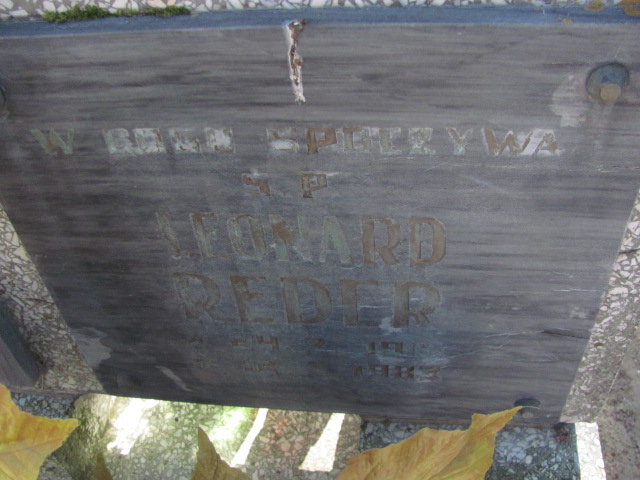 W BOGU SPOCZYWA
Ś P
LEONARD
REDER